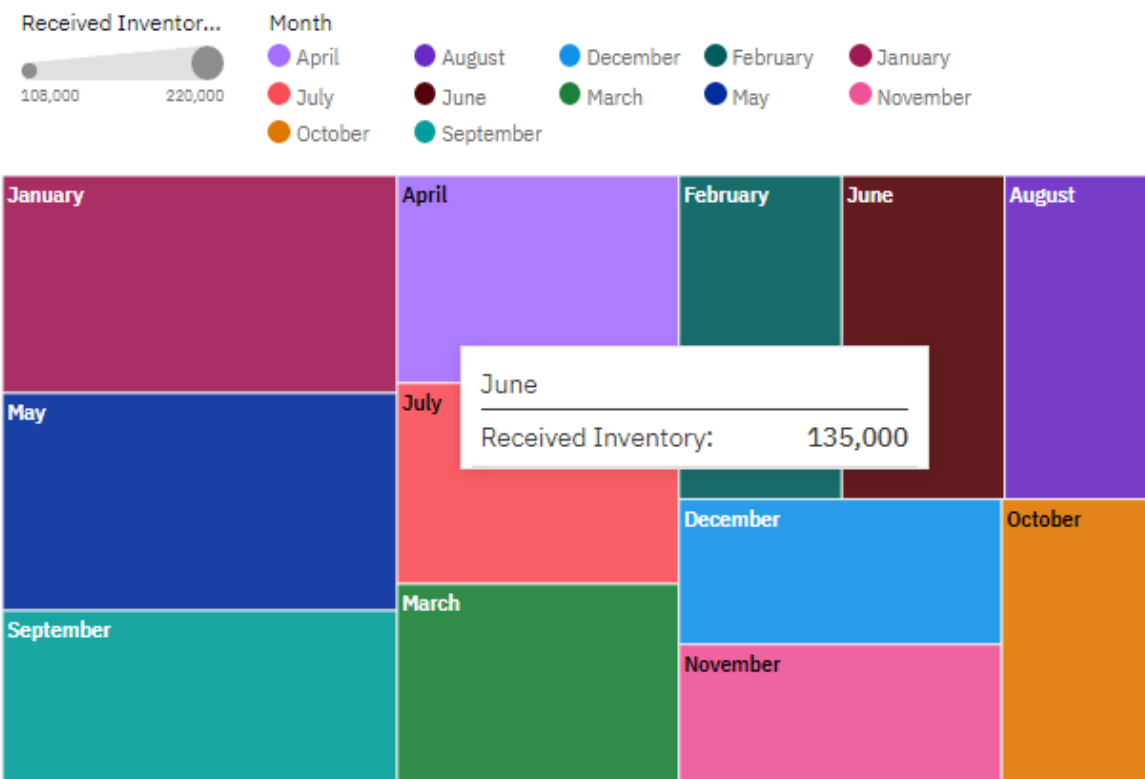 Received Inventor... Month
April August December February January
108,000 220,000 July June March May November
October September
January April February June August
June
May July Received Inventory: 135,000
December October
March
September
November